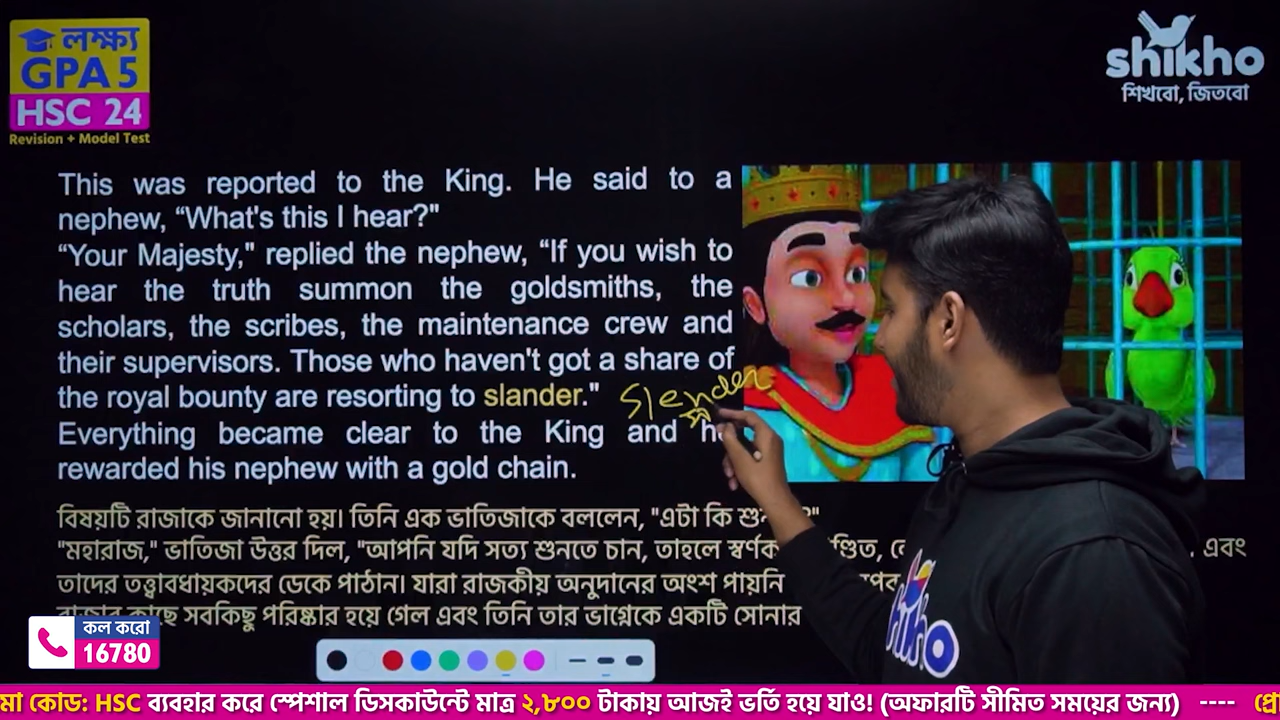 লক্ষ্য
GPA 5
HSC 24
Revision + Model Test
shikho
শিখবো, জিতবো
This was reported to the King. He said to a
nephew, “What's this I hear?"
“Your Majesty," replied the nephew, “If you wish to
hear the truth summon the goldsmiths, the
scholars, the scribes, the maintenance crew and
their supervisors. Those who haven't got a share of
the royal bounty are resorting to slander."
Slender
Everything became clear to the King and he
rewarded his nephew with a gold chain.
বিষয়টি রাজাকে জানানো হয়। তিনি এক ভাতিজাকে বললেন, "এটা কি
"মহারাজ," ভাতিজা উত্তর দিল, "আপনি যদি সত্য শুনতে চান, তাহলে এবং
তাদের তত্ত্বাবধায়কদের ডেকে পাঠান। যারা রাজকীয় অনুদানের অংশ পায়নি
সবকিছু পরিষ্কার হয়ে গেল এবং তিনি তার ভাগ্নেকে একটি সোনার
কল করো
16780
কোড: HSC ব্যবহার করে স্পেশাল ডিসকাউন্টে মাত্র ২,৮০০ টাকায় আজই ভর্তি হয়ে যাও! (অফারটি সীমিত সময়ের জন্য) ----